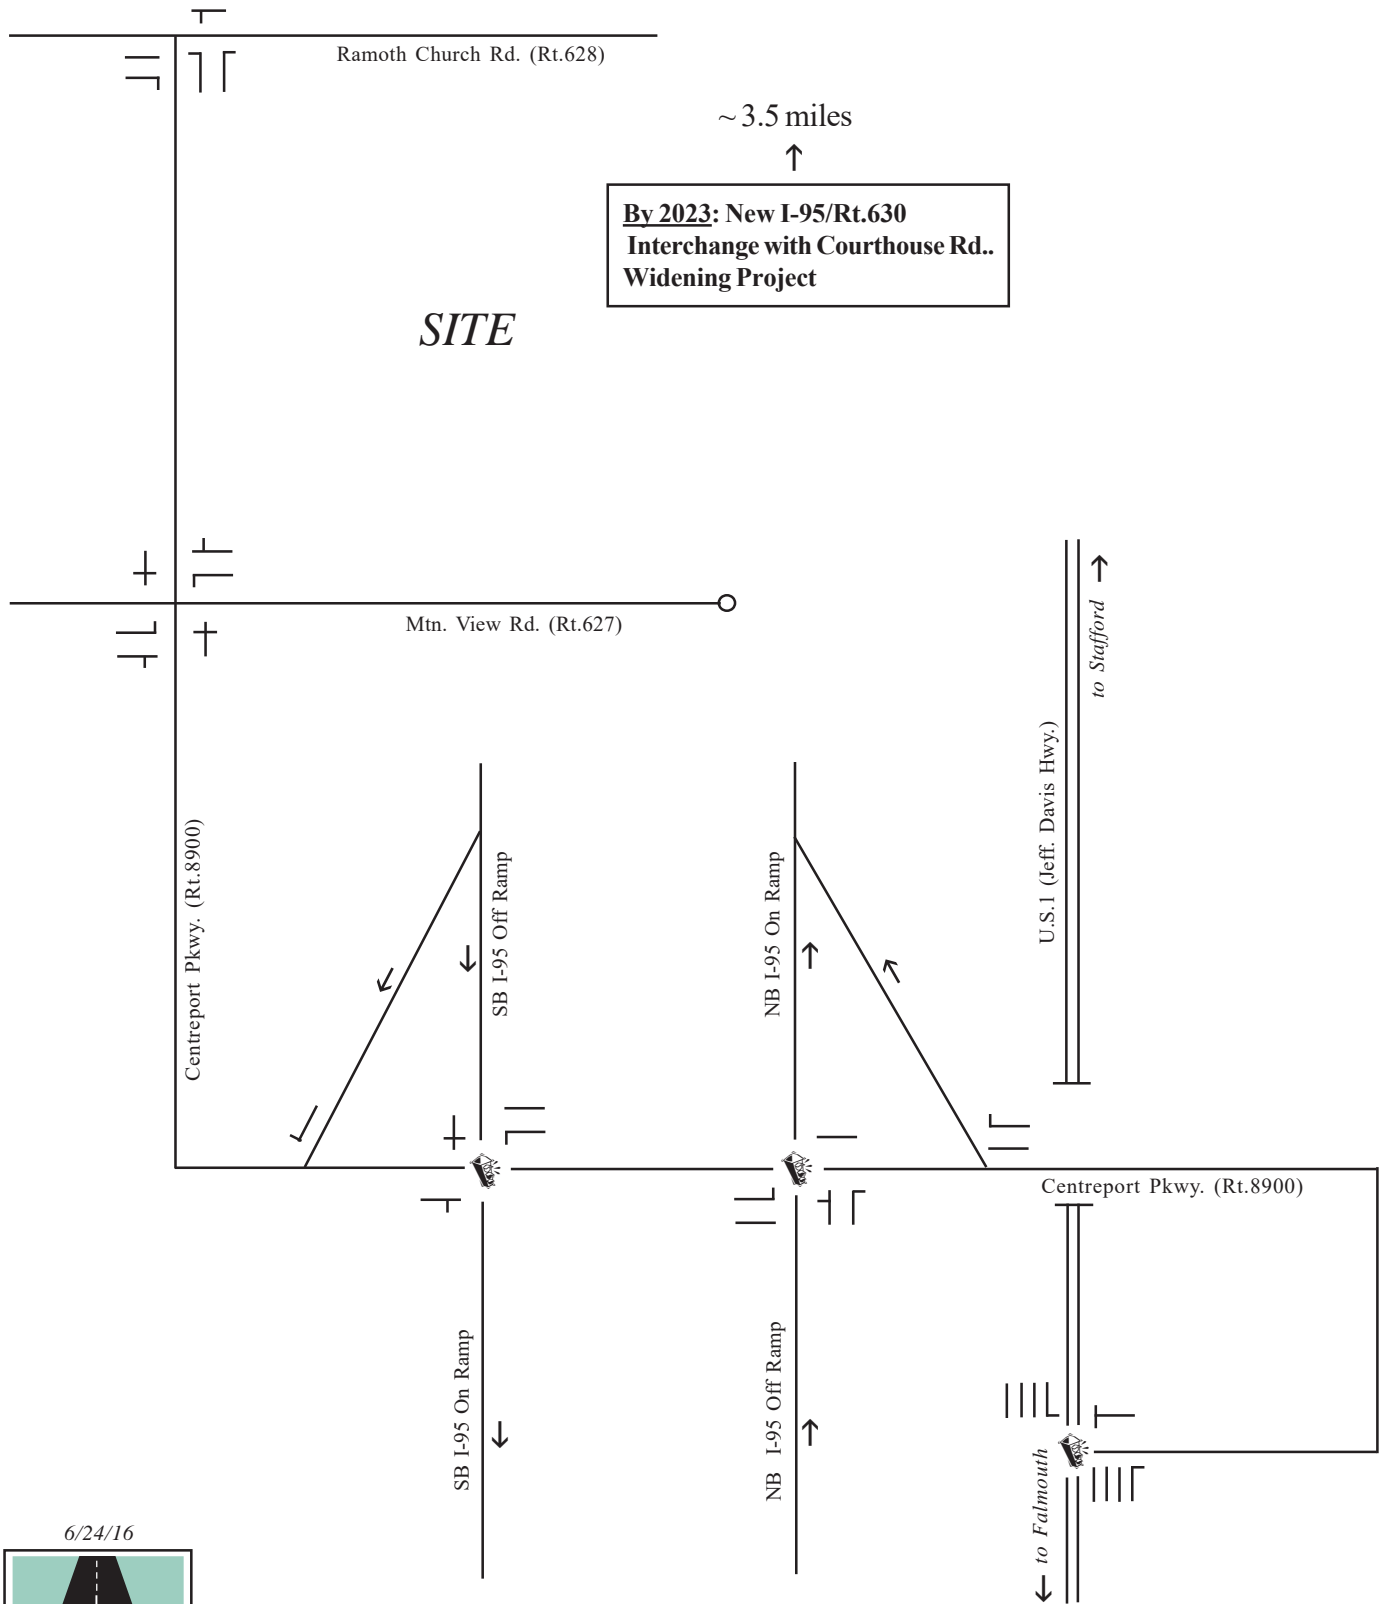 Ramoth Church Rd. (Rt.628)
~ 3.5 miles
By 2023: New I-95/Rt.630
Interchange with Courthouse Rd..
Widening Project
SITE
Mtn. View Rd. (Rt.627)
to Stafford
U.S.1 (Jeff. Davis Hwy.)
Centreport Pkwy. (Rt.8900)
SB I-95 Off Ramp
NB I-95 On Ramp
Centreport Pkwy. (Rt.8900)
SB I-95 On Ramp
NB I-95 Off Ramp
to Falmouth
6/24/16